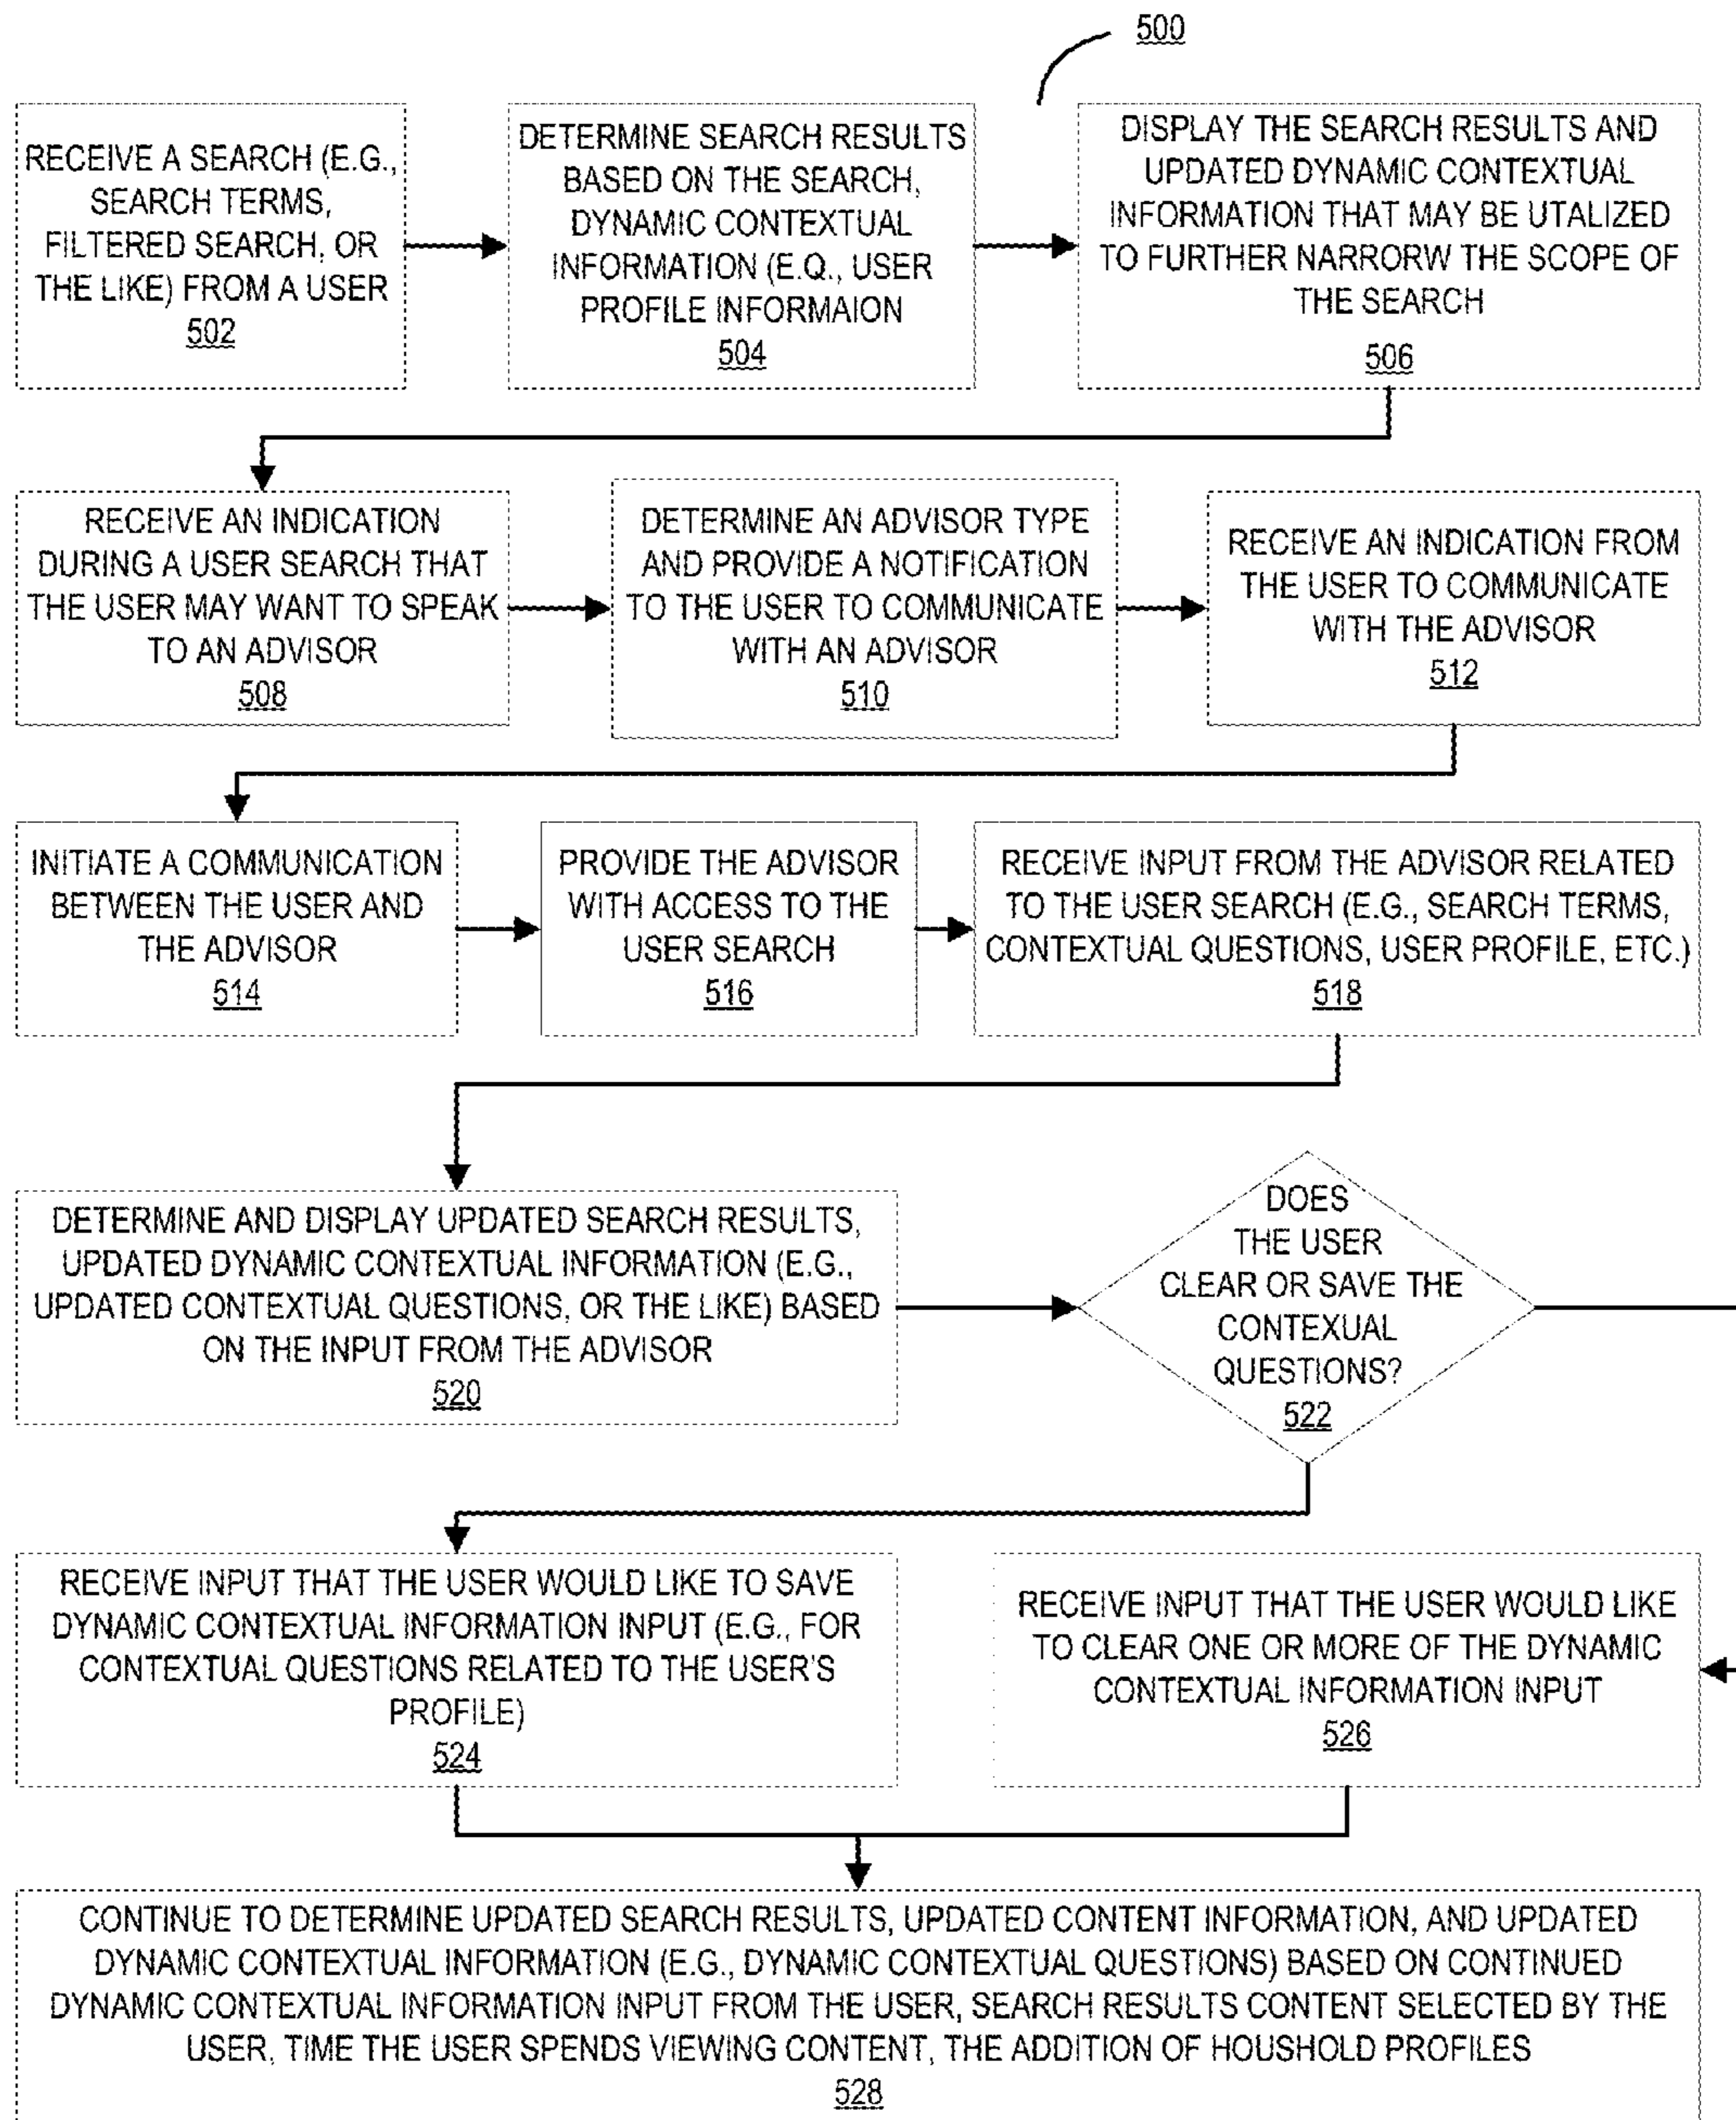 500
RECEIVE A SEARCH (E.G.,
SEARCH TERMS,
FILTERED SEARCH, OR
THE LIKE) FROM A USER
502
DETERMINE SEARCH RESULTS
BASED ON THE SEARCH,
DYNAMIC CONTEXTUAL
INFORMATION (E.Q., USER
PROFILE INFORMAION
504
DISPLAY THE SEARCH RESULTS AND
UPDATED DYNAMIC CONTEXTUAL
INFORMATION THAT MAY BE UTALIZED
TO FURTHER NARRORW THE SCOPE OF
THE SEARCH
506
RECEIVE AN INDICATION
DURING A USER SEARCH THAT
THE USER MAY WANT TO SPEAK
TO AN ADVISOR
508
DETERMINE AN ADVISOR TYPE
AND PROVIDE A NOTIFICATION
TO THE USER TO COMMUNICATE
WITH AN ADVISOR
510
RECEIVE AN INDICATION FROM
THE USER TO COMMUNICATE
WITH THE ADVISOR
512
INITIATE A COMMUNICATION
BETWEEN THE USER AND
THE ADVISOR
514
PROVIDE THE ADVISOR
WITH ACCESS TO THE
USER SEARCH
516
RECEIVE INPUT FROM THE ADVISOR RELATED
TO THE USER SEARCH (E.G., SEARCH TERMS,
CONTEXTUAL QUESTIONS, USER PROFILE, ETC.)
518
DETERMINE AND DISPLAY UPDATED SEARCH RESULTS,
UPDATED DYNAMIC CONTEXTUAL INFORMATION (E.G.,
UPDATED CONTEXTUAL QUESTIONS, OR THE LIKE) BASED
ON THE INPUT FROM THE ADVISOR
520
DOES
THE USER
CLEAR OR SAVE THE
CONTEXUAL
QUESTIONS?
522
RECEIVE INPUT THAT THE USER WOULD LIKE TO SAVE
DYNAMIC CONTEXTUAL INFORMATION INPUT (E.G., FOR
CONTEXTUAL QUESTIONS RELATED TO THE USER'S
PROFILE)
524
RECEIVE INPUT THAT THE USER WOULD LIKE
TO CLEAR ONE OR MORE OF THE DYNAMIC
CONTEXTUAL INFORMATION INPUT
526
CONTINUE TO DETERMINE UPDATED SEARCH RESULTS, UPDATED CONTENT INFORMATION, AND UPDATED
DYNAMIC CONTEXTUAL INFORMATION (E.G., DYNAMIC CONTEXTUAL QUESTIONS) BASED ON CONTINUED
DYNAMIC CONTEXTUAL INFORMATION INPUT FROM THE USER, SEARCH RESULTS CONTENT SELECTED BY THE
USER, TIME THE USER SPENDS VIEWING CONTENT, THE ADDITION OF HOUSHOLD PROFILES
528